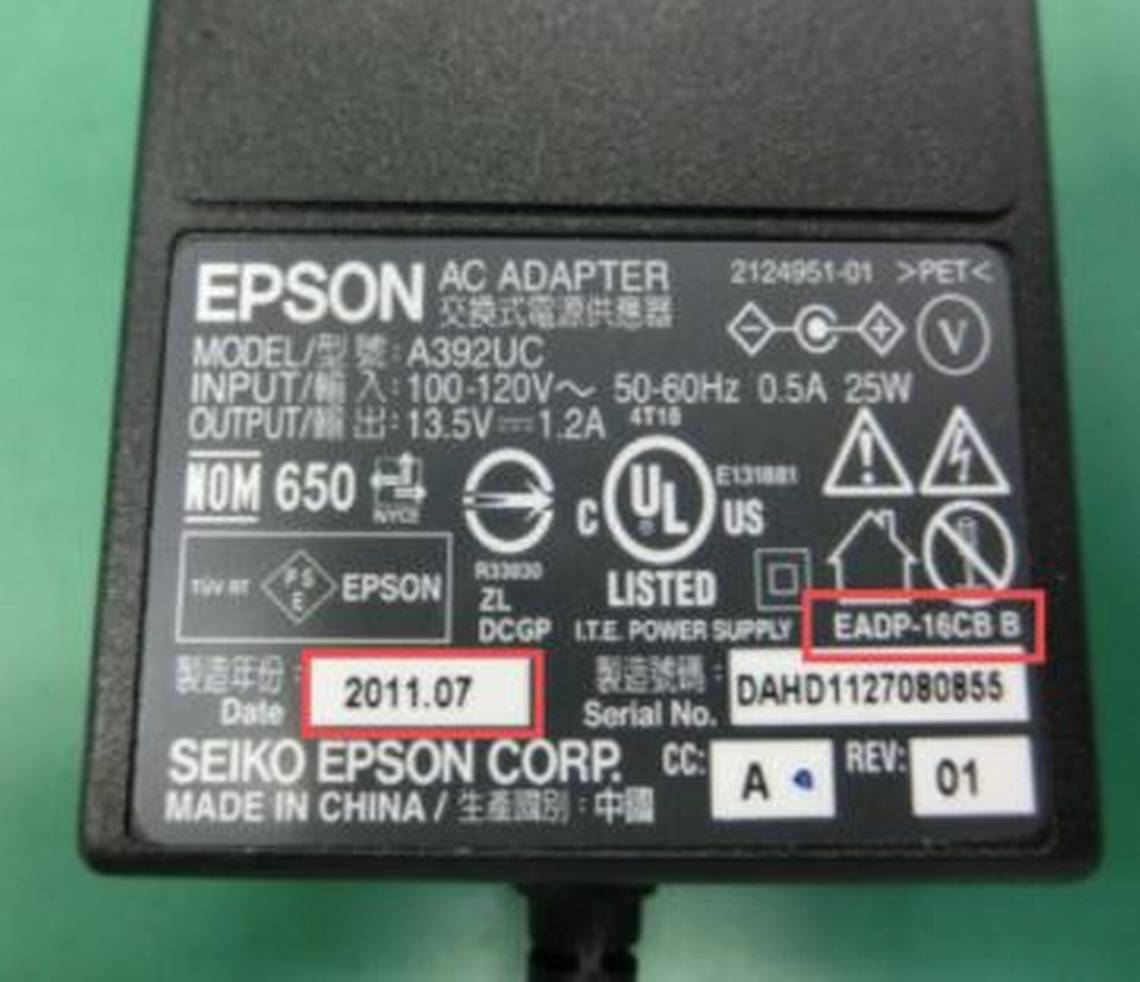 EPSON AC ADAPTER 2124951-01 >PET<
交換式電源供應器
MODEL/型號: A392UC
INPUT/輸入: 100-120V～ 50-60Hz 0.5A 25W
OUTPUT/輸出: 13.5V⎓1.2A 4T18
V
NOM 650 NYCE
C UL US E131881
R33030
LISTED
TÜV RT PSE EPSON
ZL
DCGP I.T.E. POWER SUPPLY EADP-16CB B
製造年份: 2011.07 製造號碼: DAHD1127080855
Date Serial No.
SEIKO EPSON CORP. CC: A REV: 01
MADE IN CHINA / 生產識別:中國